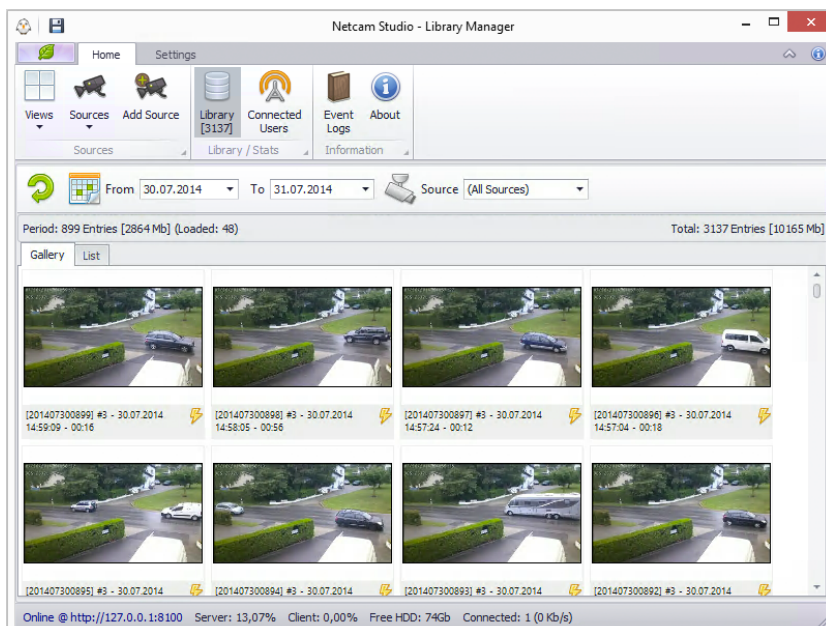 Netcam Studio - Library Manager
Home Settings
Views Sources Add Source Library [3137] Connected Users Event Logs About
Sources Library / Stats Information
From 30.07.2014 To 31.07.2014 Source (All Sources)
Period: 899 Entries [2864 Mb] (Loaded: 48) Total: 3137 Entries [10165 Mb]
Gallery List
[201407300899] #3 - 30.07.2014 14:59:09 - 00:16
[201407300898] #3 - 30.07.2014 14:58:05 - 00:56
[201407300897] #3 - 30.07.2014 14:57:24 - 00:12
[201407300896] #3 - 30.07.2014 14:57:04 - 00:18
[201407300895] #3 - 30.07.2014
[201407300894] #3 - 30.07.2014
[201407300893] #3 - 30.07.2014
[201407300892] #3 - 30.07.2014
Online @ http://127.0.0.1:8100 Server: 13,07% Client: 0,00% Free HDD: 74Gb Connected: 1 (0 Kb/s)